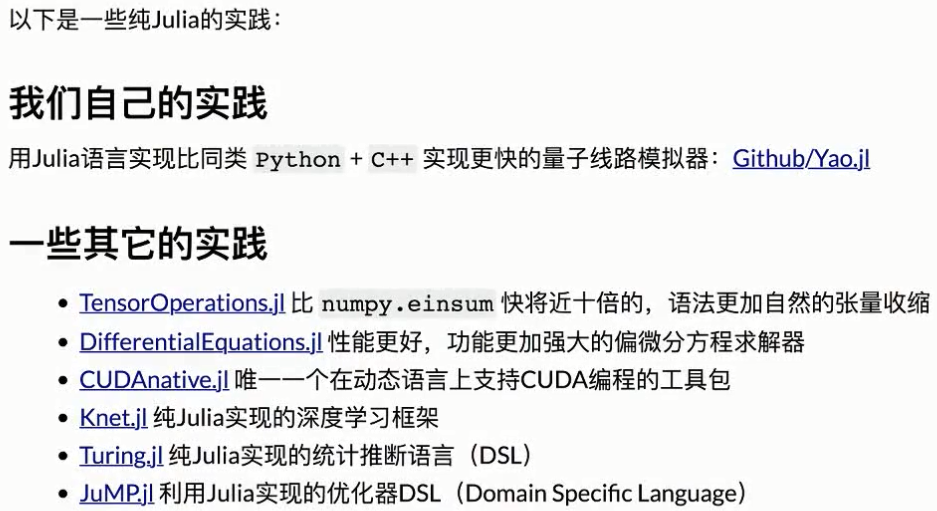 以下是一些纯Julia的实践：
我们自己的实践
用Julia语言实现比同类 Python + C++ 实现更快的量子线路模拟器：Github/Yao.jl
一些其它的实践
• TensorOperations.jl 比 numpy.einsum 快将近十倍的，语法更加自然的张量收缩
• DifferentialEquations.jl 性能更好，功能更加强大的偏微分方程求解器
• CUDAnative.jl 唯一一个在动态语言上支持CUDA编程的工具包
• Knet.jl 纯Julia实现的深度学习框架
• Turing.jl 纯Julia实现的统计推断语言（DSL）
• JuMP.jl 利用Julia实现的优化器DSL（Domain Specific Language）